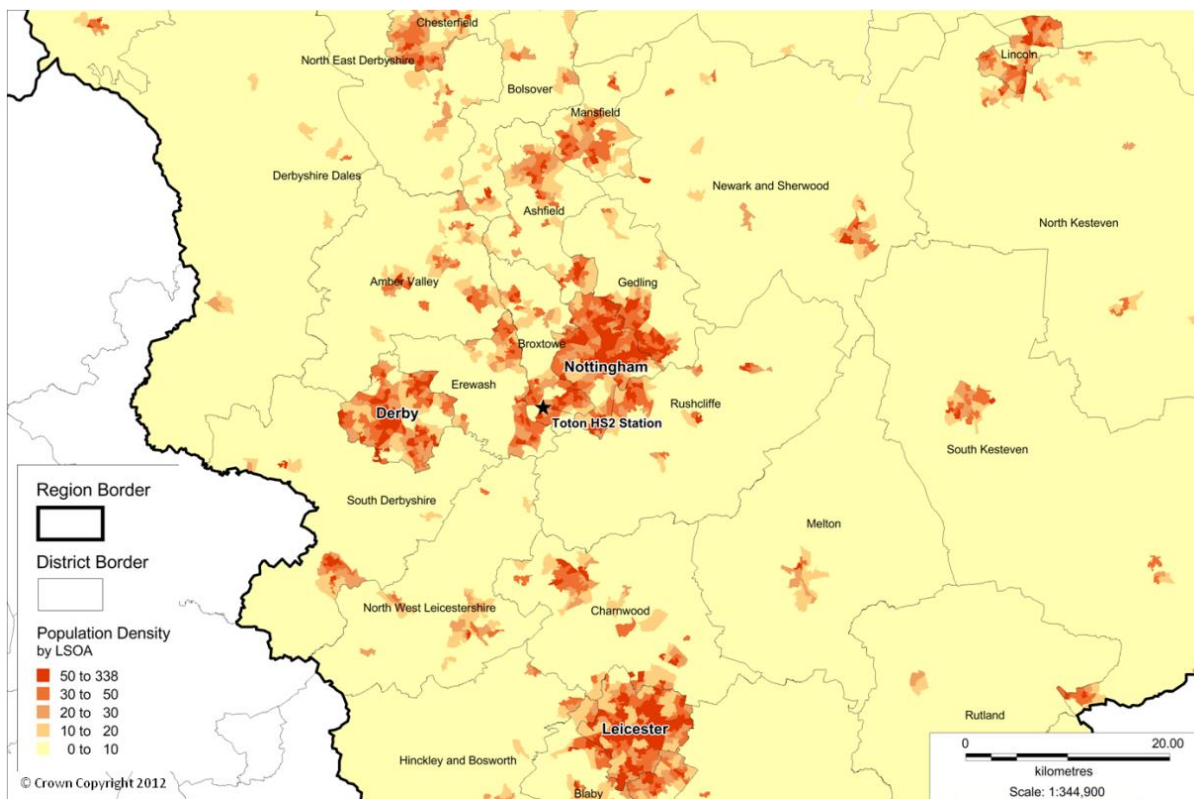 Chesterfield
North East Derbyshire
Lincoln
Bolsover
Mansfield
Derbyshire Dales
Newark and Sherwood
Ashfield
North Kesteven
Amber Valley
Gedling
Broxtowe
Nottingham
Erewash
Derby
Rushcliffe
Toton HS2 Station
South Kesteven
South Derbyshire
Melton
North West Leicestershire
Charnwood
Leicester
Rutland
Hinckley and Bosworth
Blaby
Region Border
District Border
Population Density
by LSOA
50 to 338
30 to 50
20 to 30
10 to 20
0 to 10
© Crown Copyright 2012
0 20.00
kilometres
Scale: 1:344,900